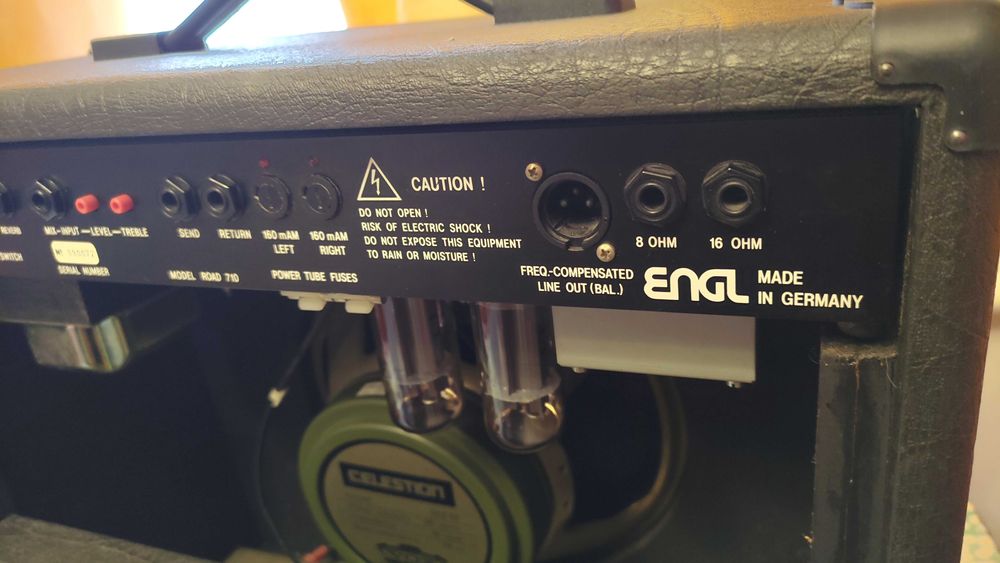 REVERB
SWITCH
MIX-INPUT—LEVEL—TREBLE
SERIAL NUMBER
SEND
RETURN
MODEL ROAD 710
160 mAM
LEFT
160 mAM
RIGHT
POWER TUBE FUSES
CAUTION !
DO NOT OPEN !
RISK OF ELECTRIC SHOCK !
DO NOT EXPOSE THIS EQUIPMENT
TO RAIN OR MOISTURE !
FREQ.-COMPENSATED
LINE OUT (BAL.)
8 OHM
16 OHM
ENGL
MADE
IN GERMANY
CELESTION